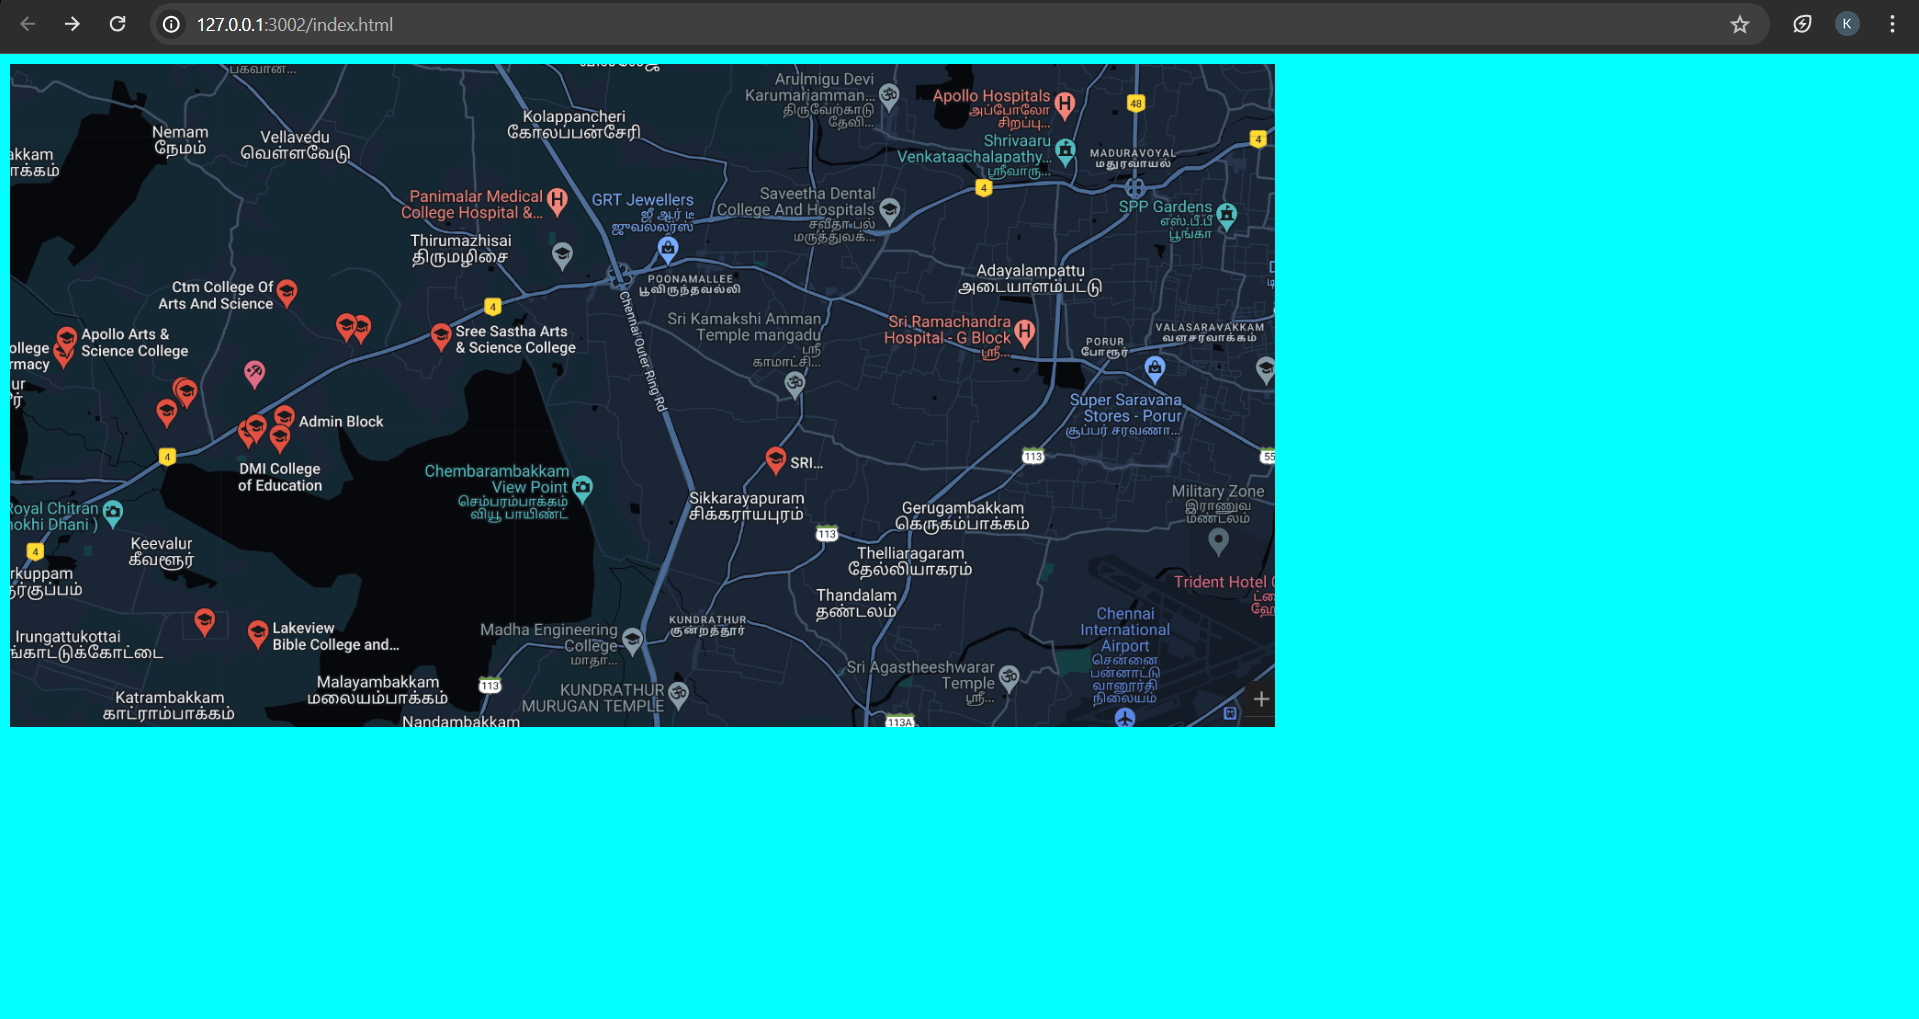 127.0.0.1:3002/index.html
K
Arulmigu Devi
Karumariamman...
திருவேற்காடு
தேவி...
Apollo Hospitals
அப்போலோ
சிறப்பு...
48
4
Kolappancheri
கோலப்பன்சேரி
Nemam
நேமம்
Vellavedu
வெள்ளவேடு
akkam
ாக்கம்
Shrivaaru
Venkataachalapathy...
ஸ்ரீவாரு...
MADURAVOYAL
மதுரவாயல்
4
Panimalar Medical
College Hospital &...
GRT Jewellers
ஜீ ஆர் டீ
ஜுவல்லர்ஸ்
Saveetha Dental
College And Hospitals
சவீதா பல்
மருத்துவக்...
SPP Gardens
எஸ்.பீ.பீ
பூங்கா
Thirumazhisai
திருமழிசை
POONAMALLEE
பூவிருந்தவல்லி
Adayalampattu
அடையாளம்பட்டு
Ctm College Of
Arts And Science
4
Chennai Outer Ring Rd
Sri Kamakshi Amman
Temple mangadu
ஸ்ரீ
காமாட்சி...
Sri Ramachandra
Hospital - G Block
ஸ்ரீ...
PORUR
போரூர்
VALASARAVAKKAM
வளசரவாக்கம்
Apollo Arts &
Science College
ollege
rmacy
ur
ர்
Sree Sastha Arts
& Science College
Super Saravana
Stores - Porur
சூப்பர் சரவணா...
Admin Block
4
DMI College
of Education
Chembarambakkam
View Point
செம்பரம்பாக்கம்
வியூ பாயிண்ட்
SRI...
113
55
Sikkarayapuram
சிக்கராயபுரம்
Gerugambakkam
கெருகம்பாக்கம்
Military Zone
இராணுவ
மண்டலம்
Royal Chitran
nokhi Dhani )
4
Keevalur
கீவளூர்
113
Thelliaragaram
தேல்லியாகரம்
rkuppam
தர்குப்பம்
Thandalam
தண்டலம்
Trident Hotel
Chennai
International
Airport
சென்னை
பன்னாட்டு
வானூர்தி
நிலையம்
Irungattukottai
ங்காட்டுக்கோட்டை
Lakeview
Bible College and...
Madha Engineering
College
மாதா...
KUNDRATHUR
குன்றத்தூர்
Sri Agastheeshwarar
Temple
ஸ்ரீ...
Malayambakkam
மலையம்பாக்கம்
113
KUNDRATHUR
MURUGAN TEMPLE
Katrambakkam
காட்ராம்பாக்கம்
Nandambakkam
113A